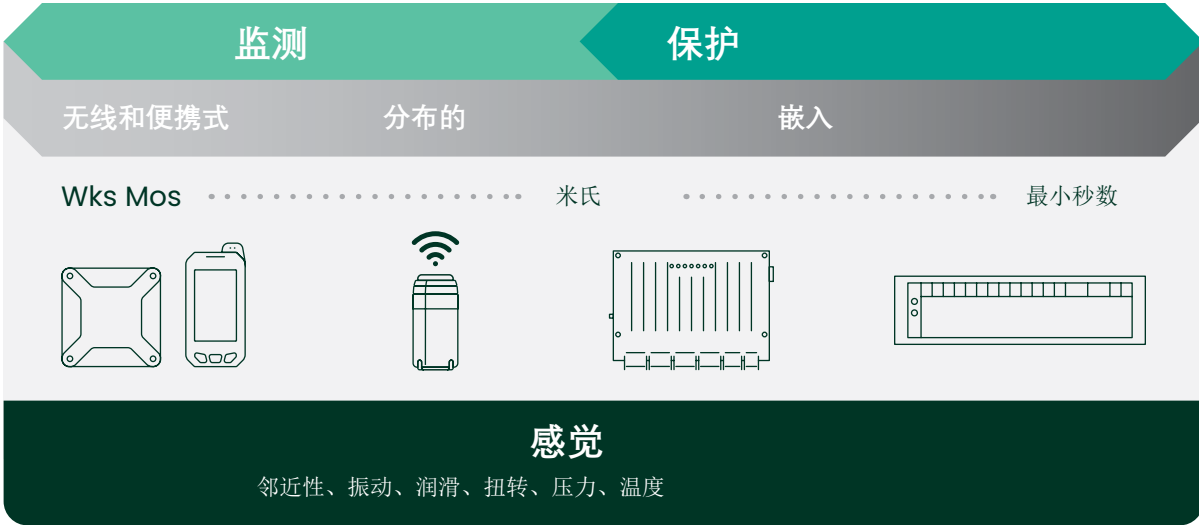 监测
保护
无线和便携式
分布的
嵌入
Wks Mos
米氏
最小秒数
感觉
邻近性、振动、润滑、扭转、压力、温度